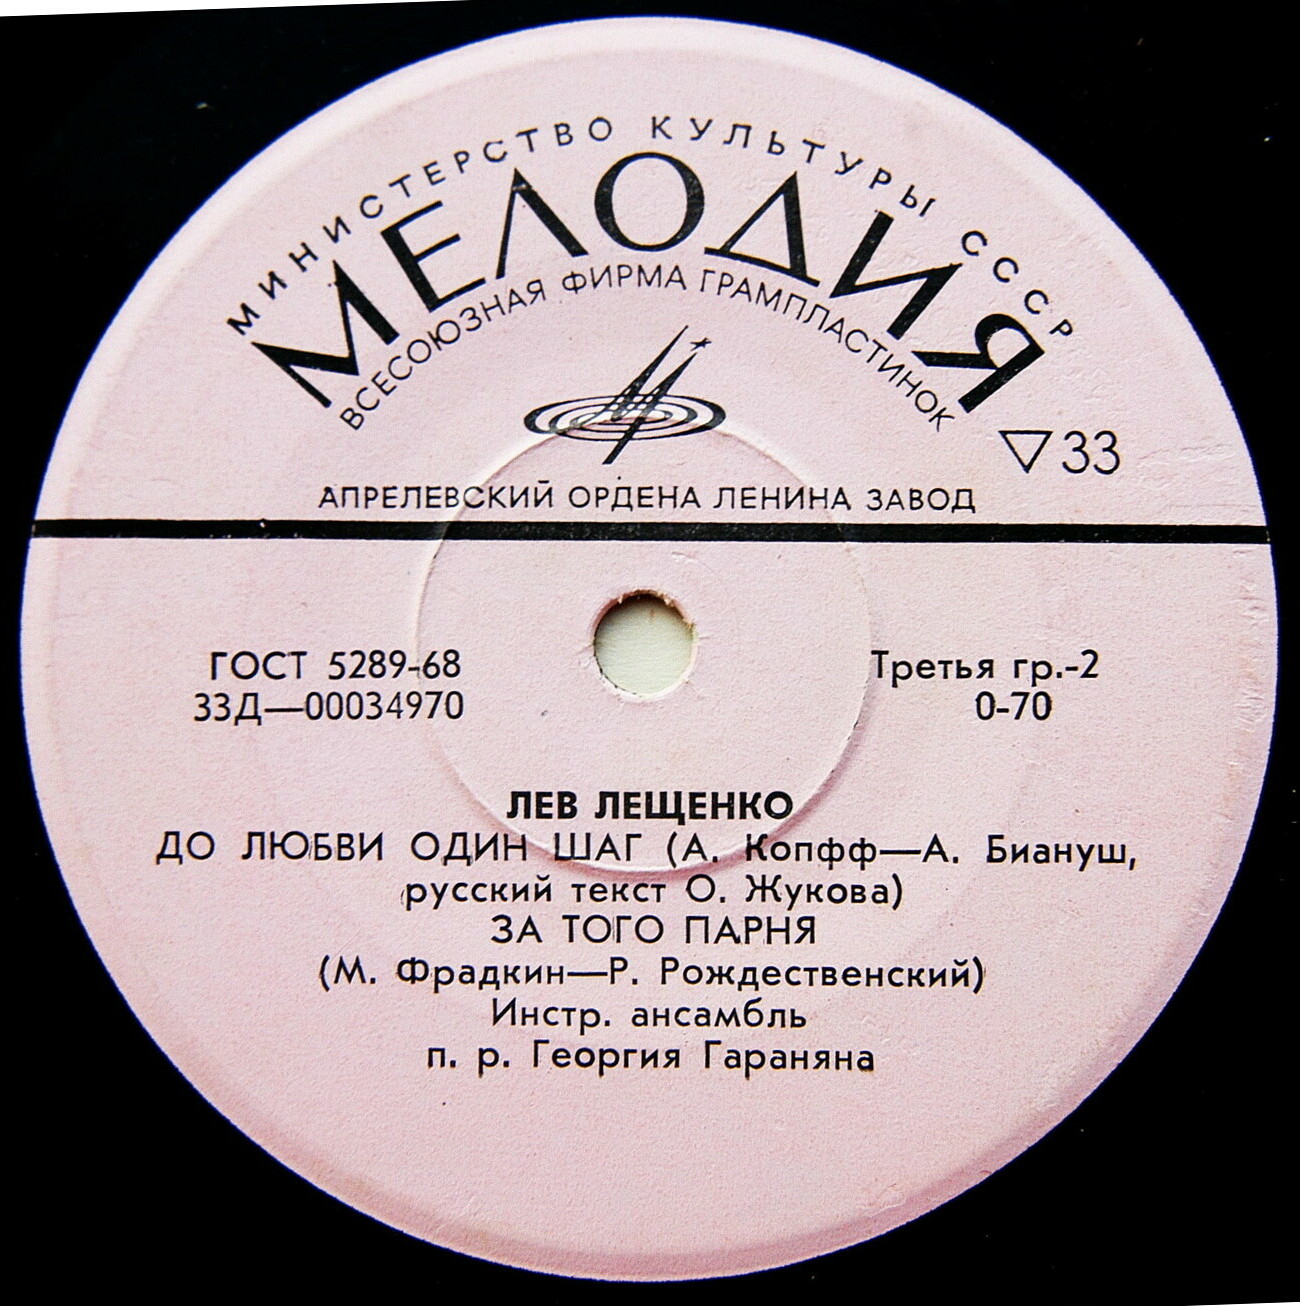 МИНИСТЕРСТВО КУЛЬТУРЫ СССР
МЕЛОДИЯ
ВСЕСОЮЗНАЯ ФИРМА ГРАМПЛАСТИНОК
33
АПРЕЛЕВСКИЙ ОРДЕНА ЛЕНИНА ЗАВОД
ГОСТ 5289-68
33Д—00034970
Третья гр.-2
0-70
ЛЕВ ЛЕЩЕНКО
ДО ЛЮБВИ ОДИН ШАГ (А. Копфф—А. Биануш,
русский текст О. Жукова)
ЗА ТОГО ПАРНЯ
(М. Фрадкин—Р. Рождественский)
Инстр. ансамбль
п. р. Георгия Гараняна